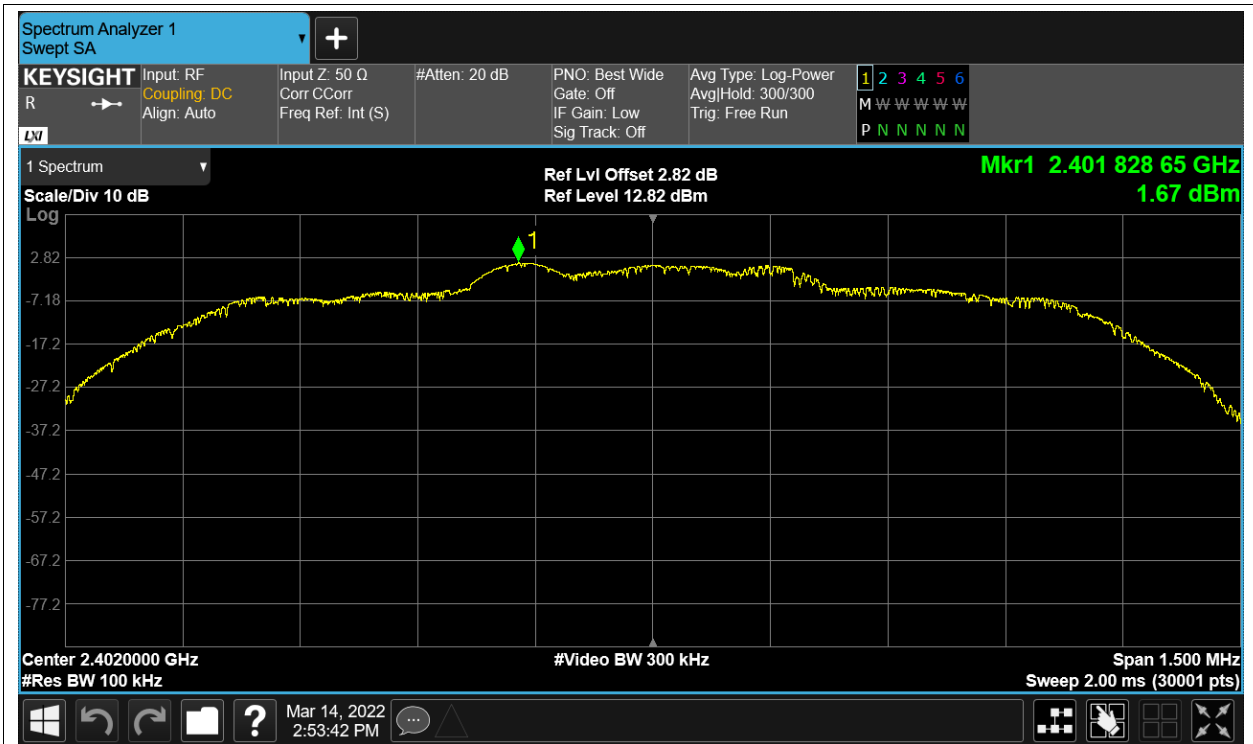 Spectrum Analyzer 1
Swept SA
KEYSIGHT
R
LXI
Input: RF
Coupling: DC
Align: Auto
Input Z: 50 Ω
Corr CCorr
Freq Ref: Int (S)
#Atten: 20 dB
PNO: Best Wide
Gate: Off
IF Gain: Low
Sig Track: Off
Avg Type: Log-Power
Avg|Hold: 300/300
Trig: Free Run
1 2 3 4 5 6
M W W W W W W
P N N N N N
1 Spectrum
Scale/Div 10 dB
Log
Ref Lvl Offset 2.82 dB
Ref Level 12.82 dBm
Mkr1 2.401 828 65 GHz
1.67 dBm
1
2.82
-7.18
-17.2
-27.2
-37.2
-47.2
-57.2
-67.2
-77.2
Center 2.4020000 GHz
#Res BW 100 kHz
#Video BW 300 kHz
Span 1.500 MHz
Sweep 2.00 ms (30001 pts)
?
Mar 14, 2022
2:53:42 PM